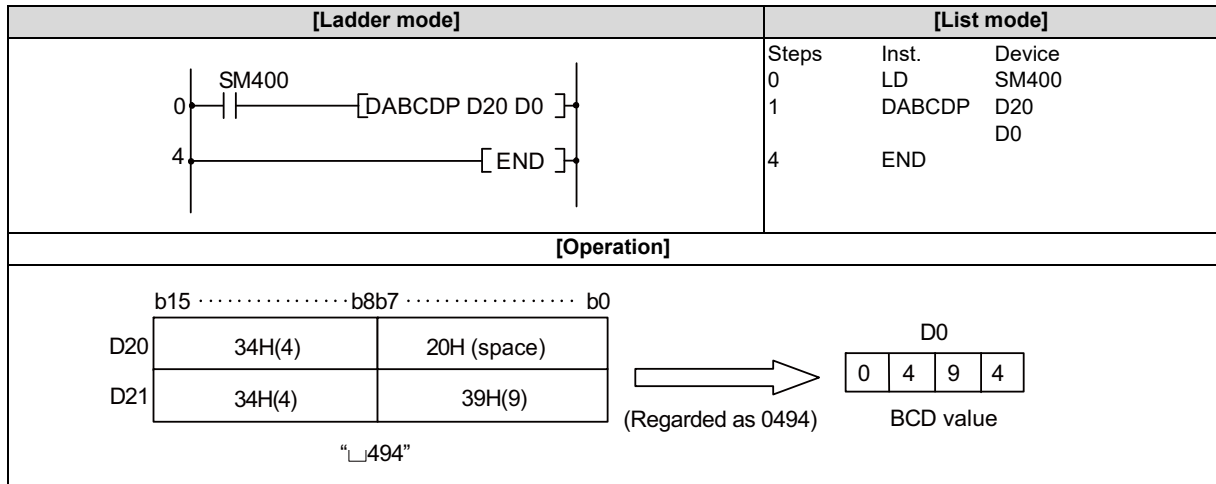 [Ladder mode]
[List mode]
SM400
0
[DABCDP D20 D0 ]
4
[ END ]
Steps Inst. Device
0 LD SM400
1 DABCDP D20
D0
4 END
[Operation]
b15 ················b8b7 ·················· b0
D20 34H(4) 20H (space)
D21 34H(4) 39H(9)
“␣494”
(Regarded as 0494)
D0
0 4 9 4
BCD value